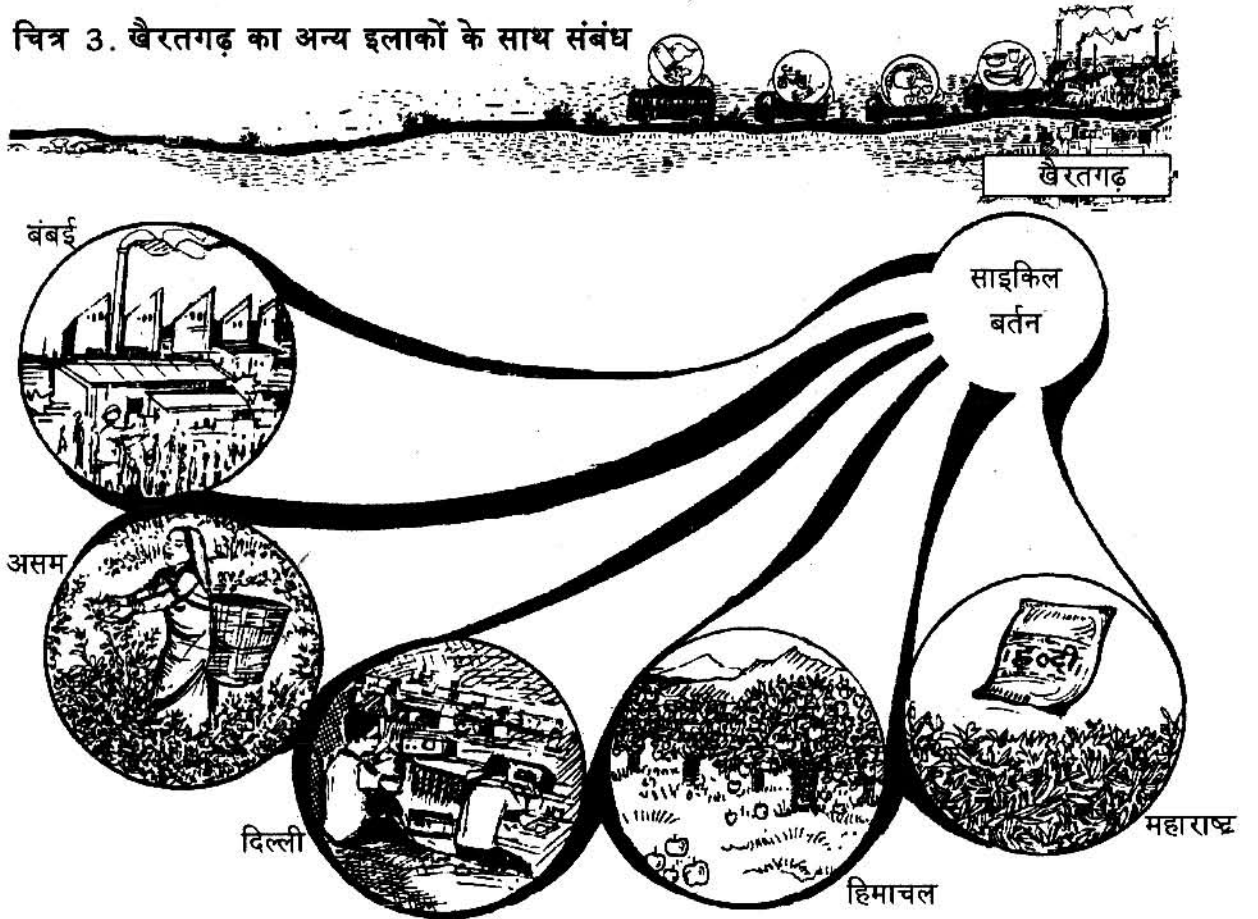 चित्र 3. खैरतगढ़ का अन्य इलाकों के साथ संबंध
खैरतगढ़
बंबई
साइकिल
बर्तन
असम
हल्दी
महाराष्ट्र
दिल्ली
हिमाचल